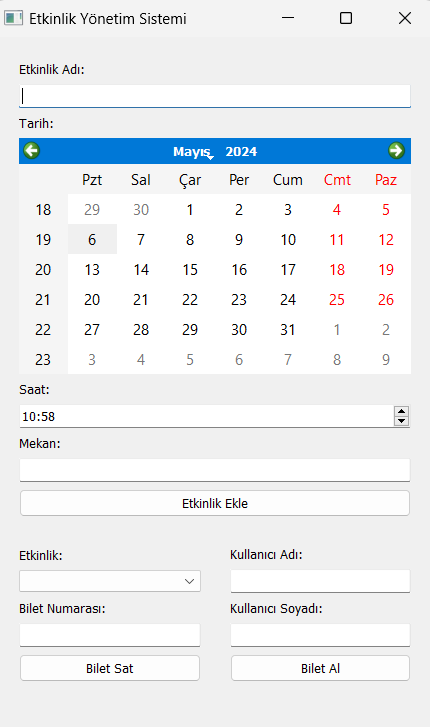 Etkinlik Yönetim Sistemi
Etkinlik Adı:
Tarih:
Mayıs 2024
Pzt Sal Çar Per Cum Cmt Paz
18 29 30 1 2 3 4 5
19 6 7 8 9 10 11 12
20 13 14 15 16 17 18 19
21 20 21 22 23 24 25 26
22 27 28 29 30 31 1 2
23 3 4 5 6 7 8 9
Saat:
10:58
Mekan:
Etkinlik Ekle
Etkinlik: Kullanıcı Adı:
Bilet Numarası: Kullanıcı Soyadı:
Bilet Sat Bilet Al